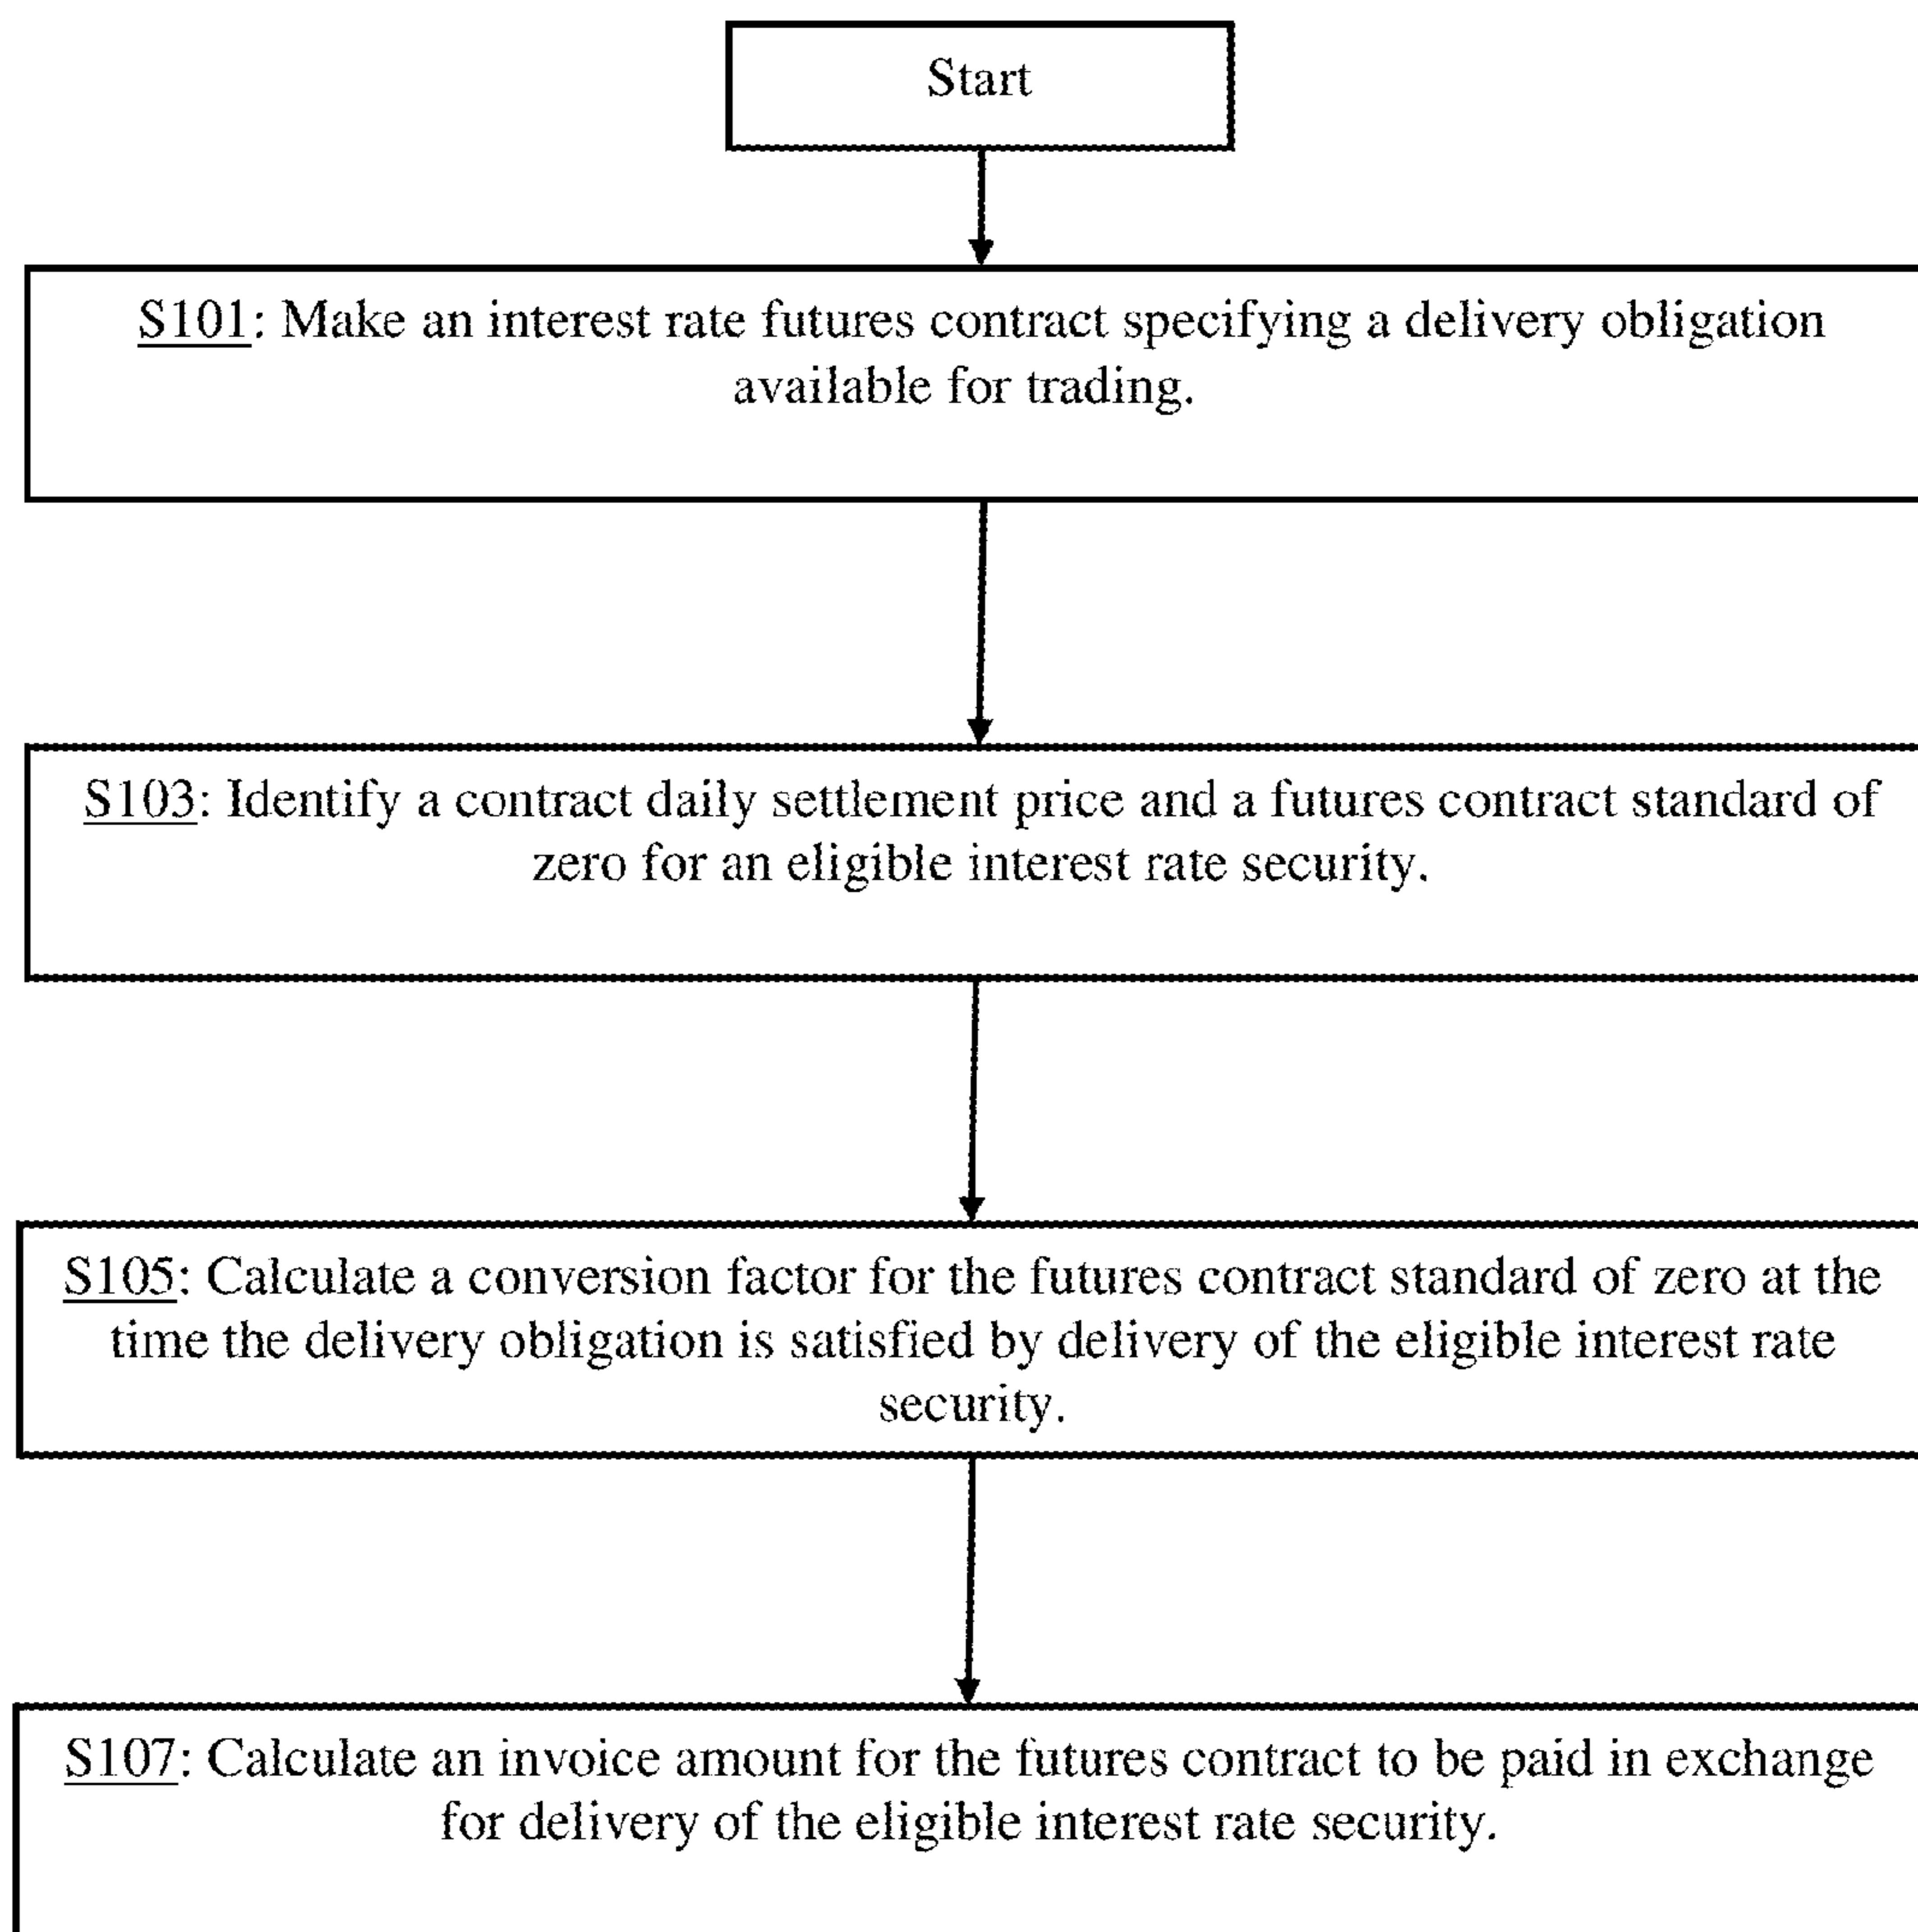 Start
S101: Make an interest rate futures contract specifying a delivery obligation
available for trading.
S103: Identify a contract daily settlement price and a futures contract standard of
zero for an eligible interest rate security.
S105: Calculate a conversion factor for the futures contract standard of zero at the
time the delivery obligation is satisfied by delivery of the eligible interest rate
security.
S107: Calculate an invoice amount for the futures contract to be paid in exchange
for delivery of the eligible interest rate security.